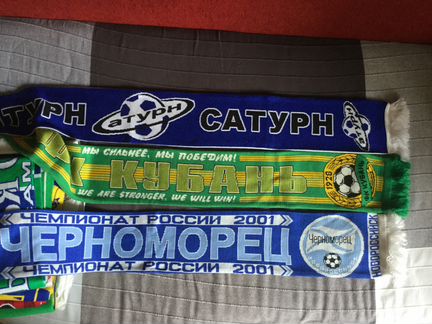 АТУРН Сатурн САТУРН
МЫ СИЛЬНЕЕ, МЫ ПОБЕДИМ!
К КУБАНЬ 1928
WE ARE STRONGER, WE WILL WIN!
ЧЕМПИОНАТ РОССИИ 2001
ЧЕРНОМОРЕЦ Черноморец НОВОРОССИЙСК
ЧЕМПИОНАТ РОССИИ 2001